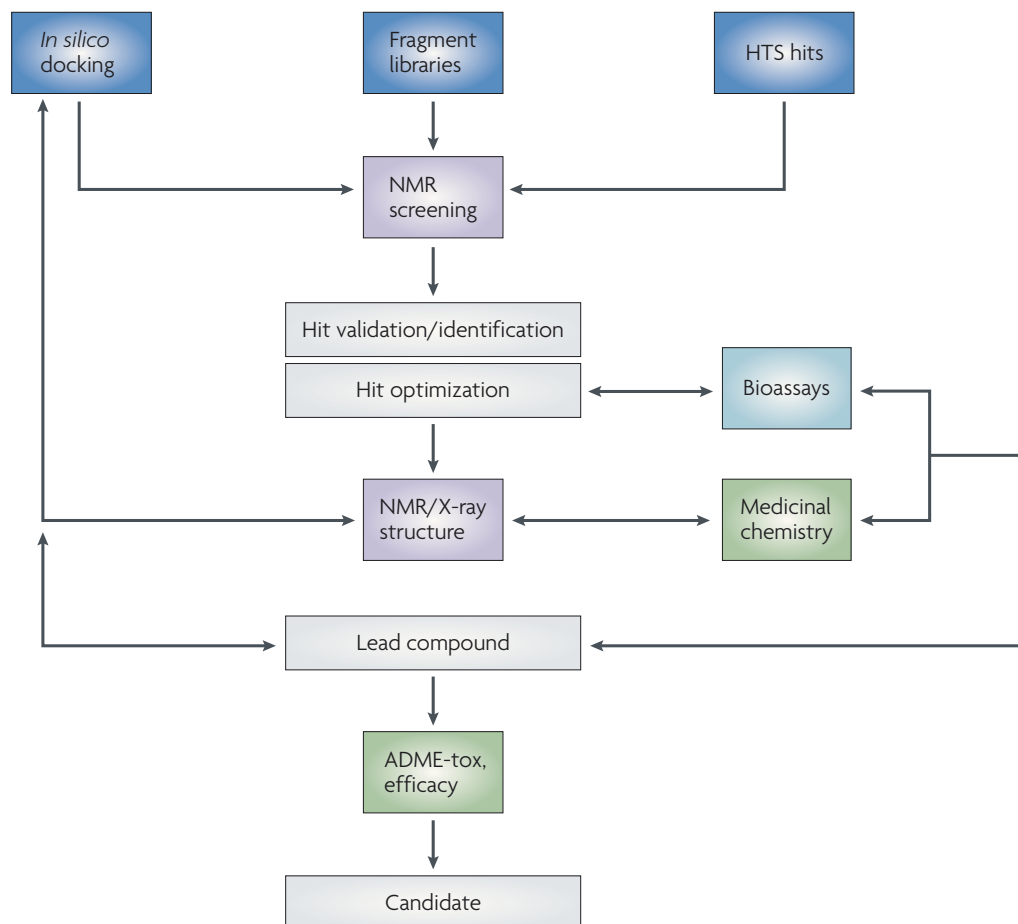 In silico
docking
Fragment
libraries
HTS hits
NMR
screening
Hit validation/identification
Hit optimization
Bioassays
NMR/X-ray
structure
Medicinal
chemistry
Lead compound
ADME-tox,
efficacy
Candidate